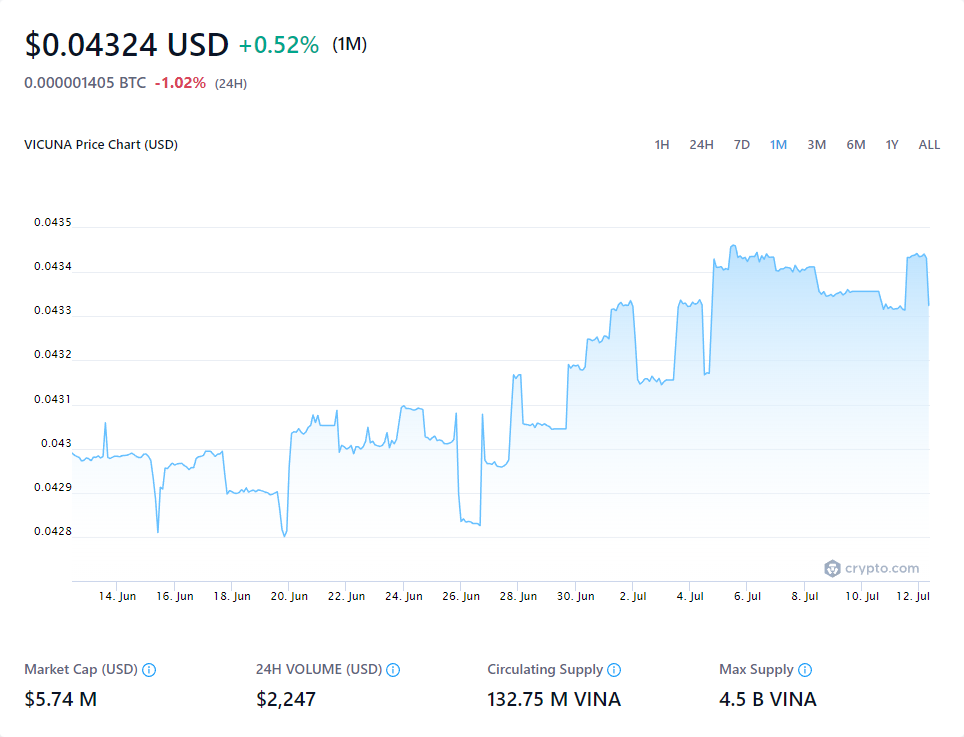 $0.04324 USD +0.52% (1M)
0.000001405 BTC -1.02% (24H)
VICUNA Price Chart (USD) 1H 24H 7D 1M 3M 6M 1Y ALL
0.0435
0.0434
0.0433
0.0432
0.0431
0.043
0.0429
0.0428
crypto.com
14. Jun 16. Jun 18. Jun 20. Jun 22. Jun 24. Jun 26. Jun 28. Jun 30. Jun 2. Jul 4. Jul 6. Jul 8. Jul 10. Jul 12. Jul
Market Cap (USD) 24H VOLUME (USD) Circulating Supply Max Supply
$5.74 M $2,247 132.75 M VINA 4.5 B VINA